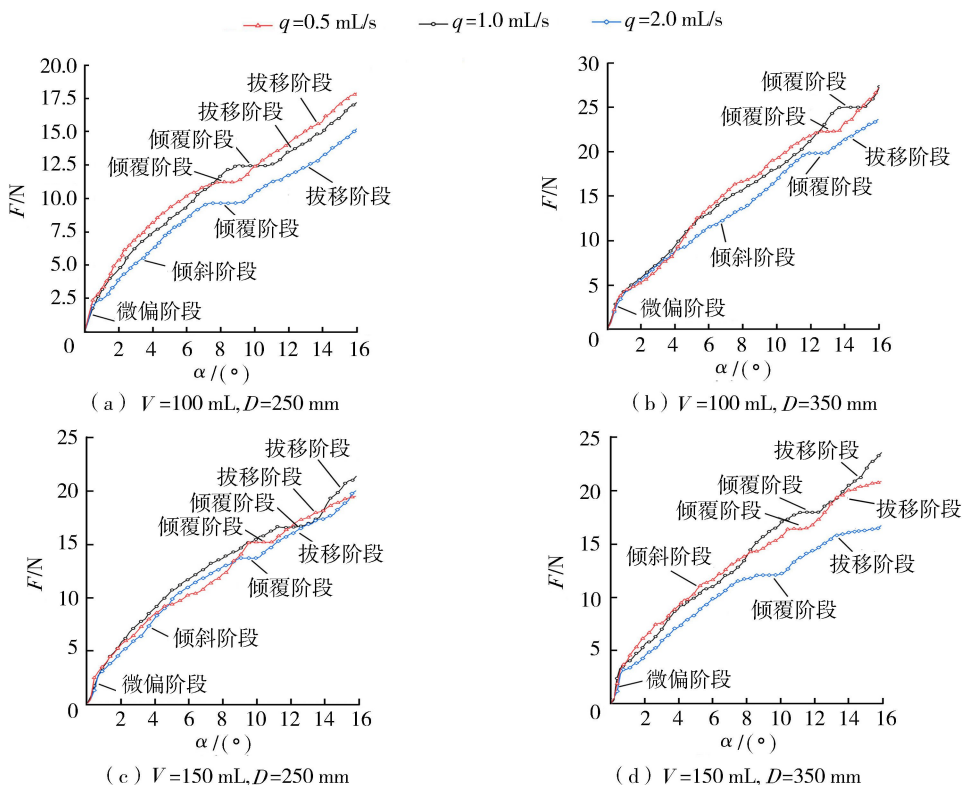 q=0.5 mL/s q=1.0 mL/s q=2.0 mL/s
20.0
17.5
15.0
12.5
10.0
7.5
5.0
2.5
0
F/N
拔移阶段
拔移阶段
倾覆阶段
倾覆阶段
拔移阶段
倾覆阶段
倾斜阶段
微偏阶段
2 4 6 8 10 12 14 16
α/(°)
(a) V=100 mL, D=250 mm
30
25
20
15
10
5
0
F/N
倾覆阶段
倾覆阶段
拔移阶段
倾覆阶段
倾斜阶段
微偏阶段
2 4 6 8 10 12 14 16
α/(°)
(b) V=100 mL, D=350 mm
25
20
15
10
5
0
F/N
拔移阶段
拔移阶段
倾覆阶段
倾覆阶段
拔移阶段
倾覆阶段
倾斜阶段
微偏阶段
2 4 6 8 10 12 14 16
α/(°)
(c) V=150 mL, D=250 mm
25
20
15
10
5
0
F/N
拔移阶段
倾覆阶段
倾覆阶段
拔移阶段
倾斜阶段
拔移阶段
倾覆阶段
微偏阶段
2 4 6 8 10 12 14 16
α/(°)
(d) V=150 mL, D=350 mm